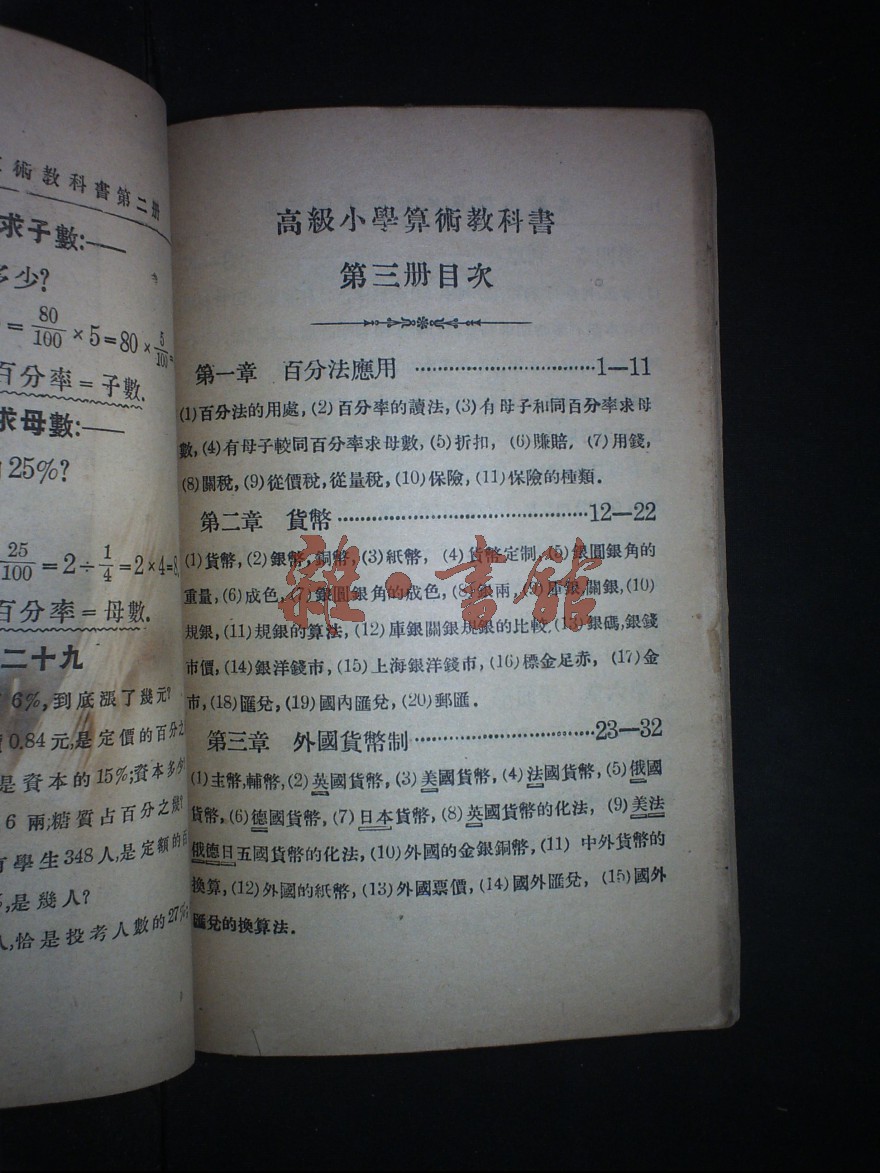 術教科書第二册
求子數:——
多少?
= 80/100 × 5 = 80 × 5/100 =
百分率 = 子數.
求母數:——
25%?
25/100 = 2 ÷ 1/4 = 2 × 4 = 8.
百分率 = 母數.
二十九
6%, 到底漲了幾元?
0.84元, 是定價的百分之
是資本的15%; 資本多少?
6 兩; 糖質占百分之幾?
學生348人, 是定額的百
是幾人?
人, 恰是投考人數的27%;
高級小學算術教科書
第三册目次
第一章 百分法應用 ……………………………1—11
(1)百分法的用處, (2)百分率的讀法, (3)有母子和同百分率求母
數, (4)有母子較同百分率求母數, (5)折扣, (6)賺賠, (7)用錢,
(8)關稅, (9)從價稅, 從量稅, (10)保險, (11)保險的種類.
第二章 貨幣……………………………………12—22
(1)貨幣, (2)銀幣, 銅幣, (3)紙幣, (4)貨幣定制, (5)銀圓銀角的
重量, (6)成色, (7)銀圓銀角的成色, (8)銀兩, (9)庫銀, 關銀, (10)
規銀, (11)規銀的算法, (12)庫銀關銀規銀的比較, (13)銀碼, 銀錢
市價, (14)銀洋錢市, (15)上海銀洋錢市, (16)標金足赤, (17)金
市, (18)匯兌, (19)國內匯兌, (20)郵匯.
第三章 外國貨幣制…………………………23—32
(1)主幣, 輔幣, (2)英國貨幣, (3)美國貨幣, (4)法國貨幣, (5)俄國
貨幣, (6)德國貨幣, (7)日本貨幣, (8)英國貨幣的化法, (9)美法
俄德日五國貨幣的化法, (10)外國的金銀銅幣, (11)中外貨幣的
換算, (12)外國的紙幣, (13)外國票價, (14)國外匯兌, (15)國外
匯兌的換算法.
雜·書館